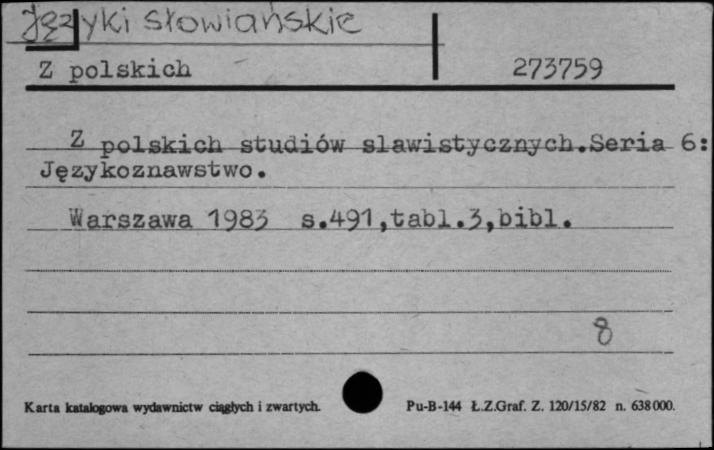 Języki słowiańskie
Z polskich 273759
Z polskich studiów slawistycznych.Seria 6:
Językoznawstwo.
Warszawa 1983 s.491,tabl.3,bibl.
8
Karta katalogowa wydawnictw ciągłych i zwartych. Pu-B-144 Ł.Z.Graf. Z. 120/15/82 n. 638000.